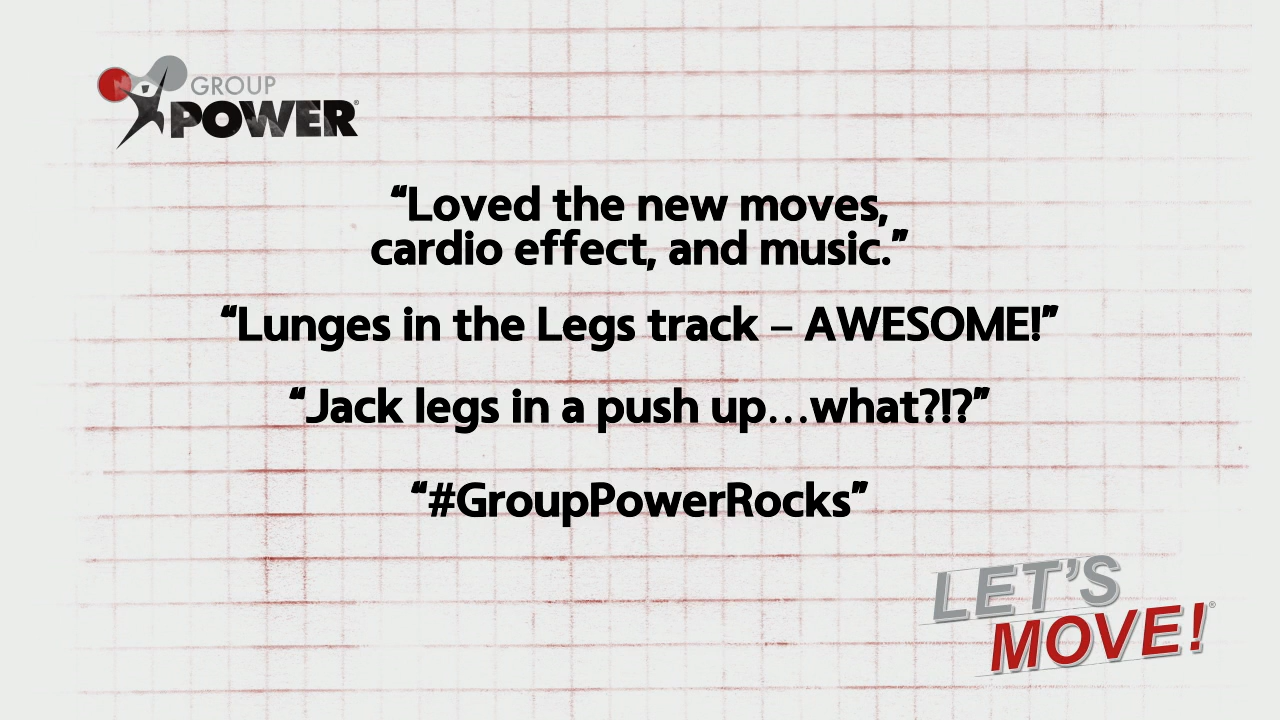 GROUP
POWER®
“Loved the new moves,
cardio effect, and music.”
“Lunges in the Legs track – AWESOME!”
“Jack legs in a push up…what?!?”
“#GroupPowerRocks”
LET’S
MOVE!®